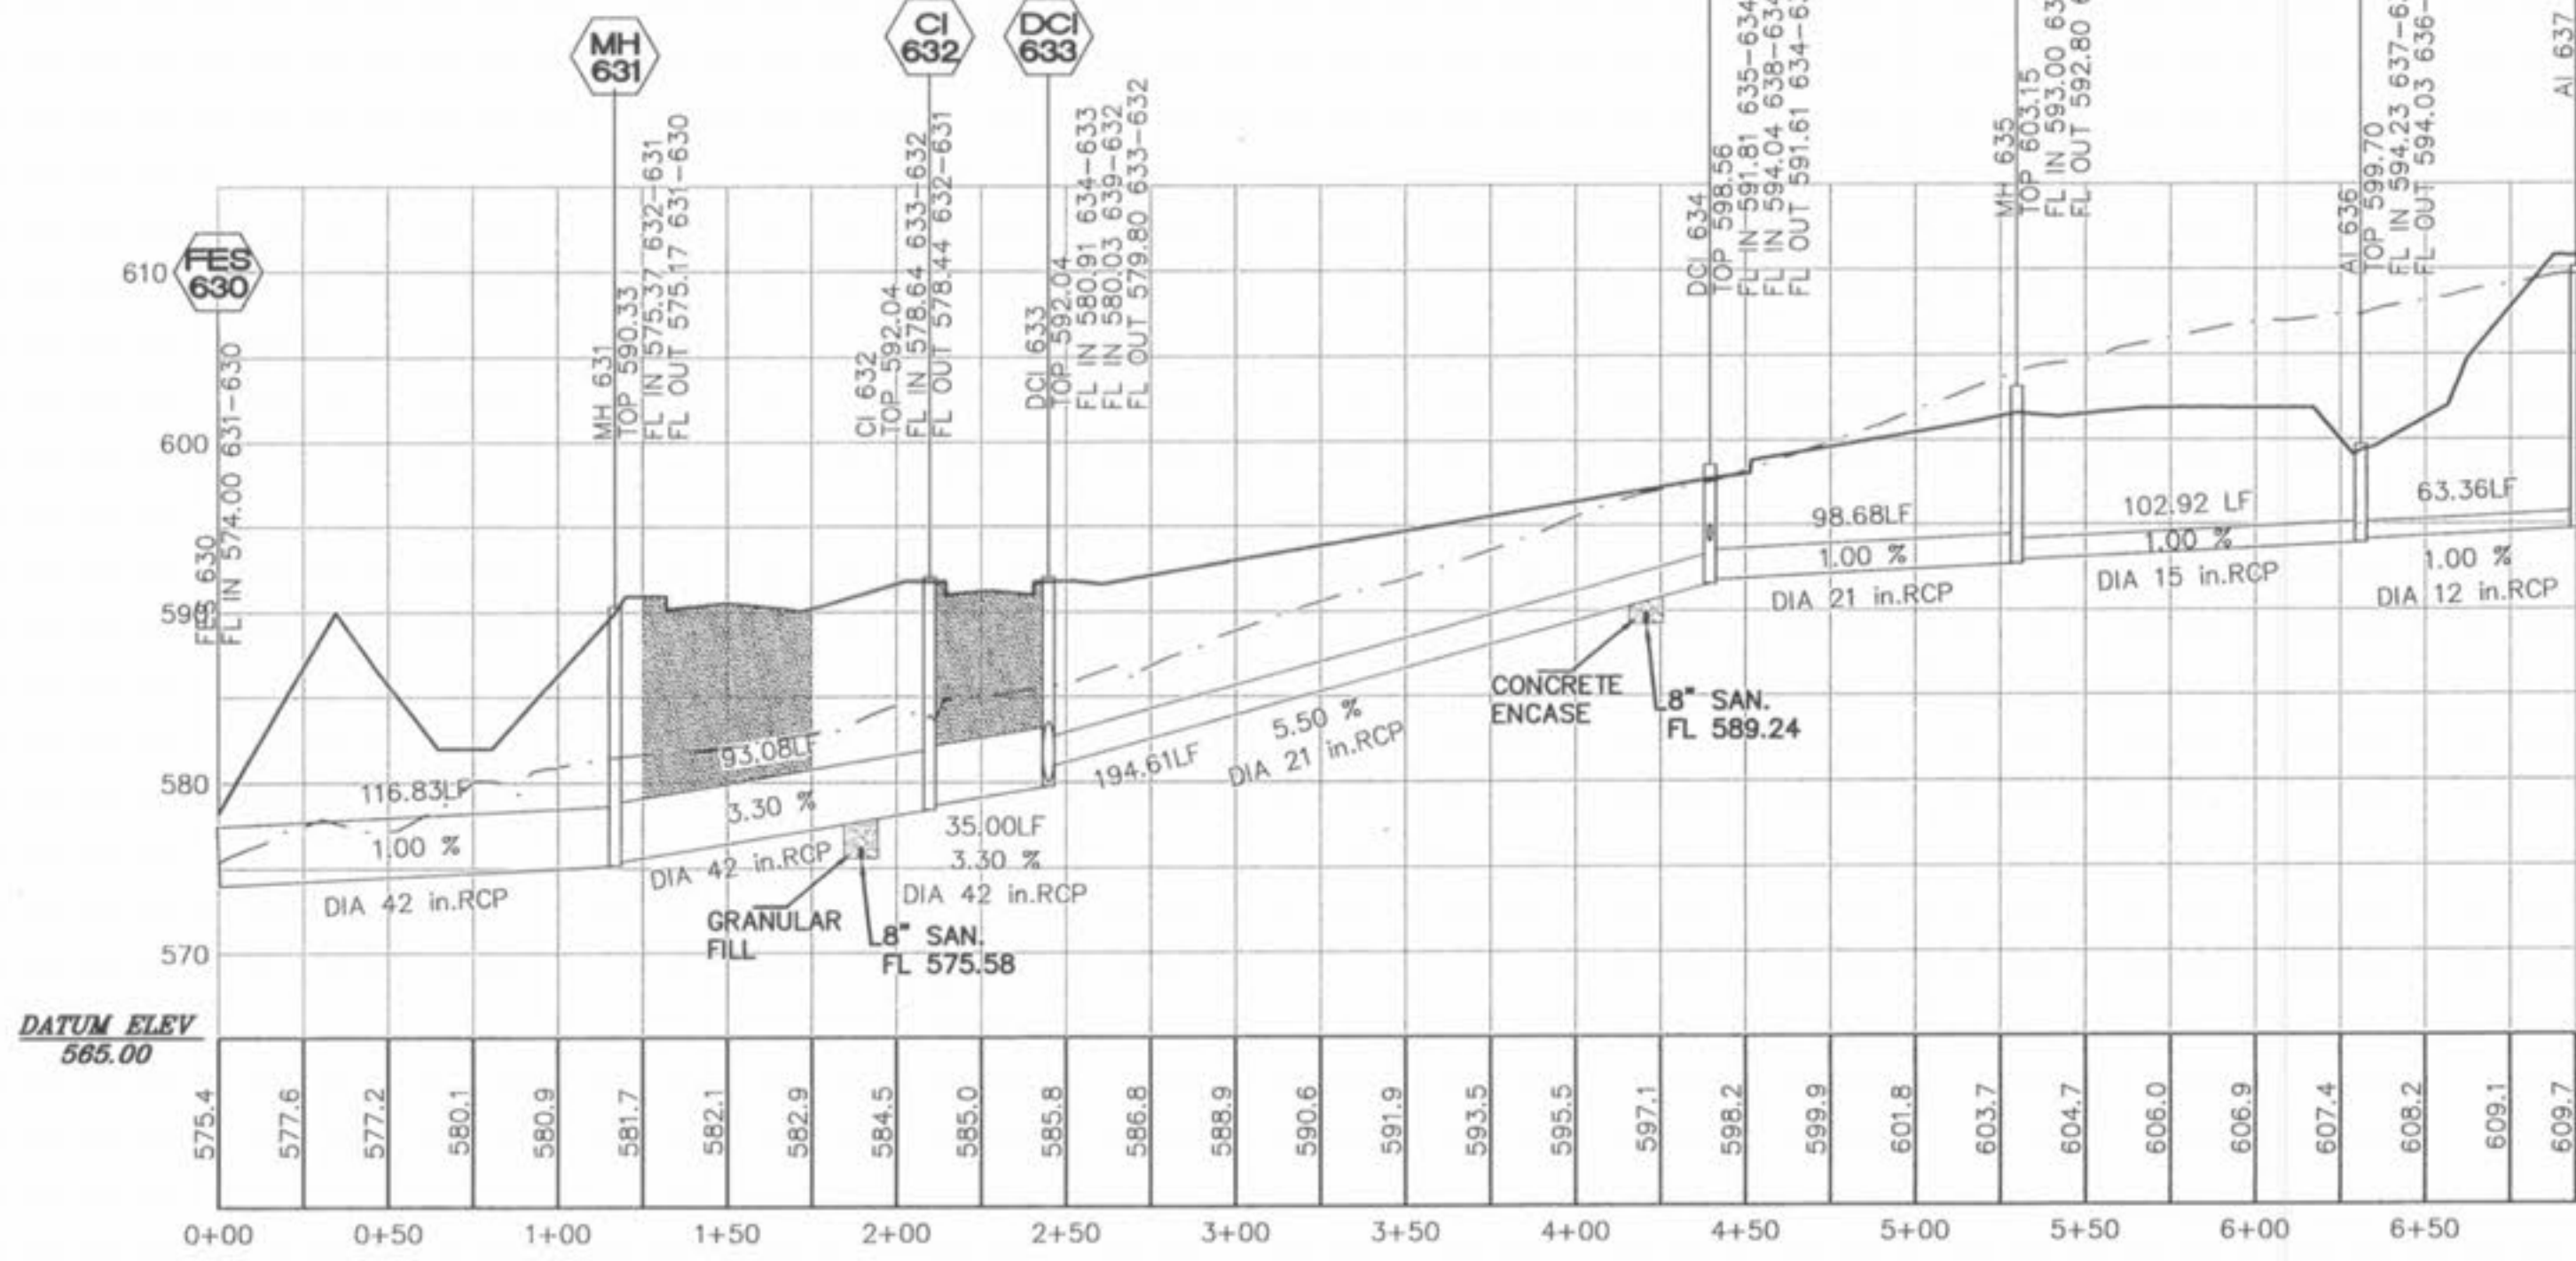 MH
631
CI
632
DCI
633
FES
630
610
600
590
580
570
FES 630
FL IN 574.00 631-630
MH 631
TOP 590.33
FL IN 575.37 632-631
FL OUT 575.17 631-630
CI 632
TOP 592.04
FL IN 578.64 633-632
FL OUT 578.44 632-631
DCI 633
TOP 592.04
FL IN 580.91 634-633
FL IN 580.03 639-632
FL OUT 579.80 633-632
DCI 634
TOP 598.56
FL IN 591.81 635-634
FL IN 594.04 638-634
FL OUT 591.61 634-63
MH 635
TOP 603.15
FL IN 593.00 63
FL OUT 592.80 6
AI 636
TOP 599.70
FL IN 594.23 637-6
FL OUT 594.03 636-
AI 637
116.83LF
1.00 %
DIA 42 in.RCP
93.08LF
3.30 %
DIA 42 in.RCP
35.00LF
3.30 %
DIA 42 in.RCP
194.61LF
5.50 %
DIA 21 in.RCP
98.68LF
1.00 %
DIA 21 in.RCP
102.92 LF
1.00 %
DIA 15 in.RCP
63.36LF
1.00 %
DIA 12 in.RCP
GRANULAR
FILL
8" SAN.
FL 575.58
CONCRETE
ENCASE
8" SAN.
FL 589.24
DATUM ELEV
565.00
575.4
577.6
577.2
580.1
580.9
581.7
582.1
582.9
584.5
585.0
585.8
586.8
588.9
590.6
591.9
593.5
595.5
597.1
598.2
599.9
601.8
603.7
604.7
606.0
606.9
607.4
608.2
609.1
609.7
0+00
0+50
1+00
1+50
2+00
2+50
3+00
3+50
4+00
4+50
5+00
5+50
6+00
6+50